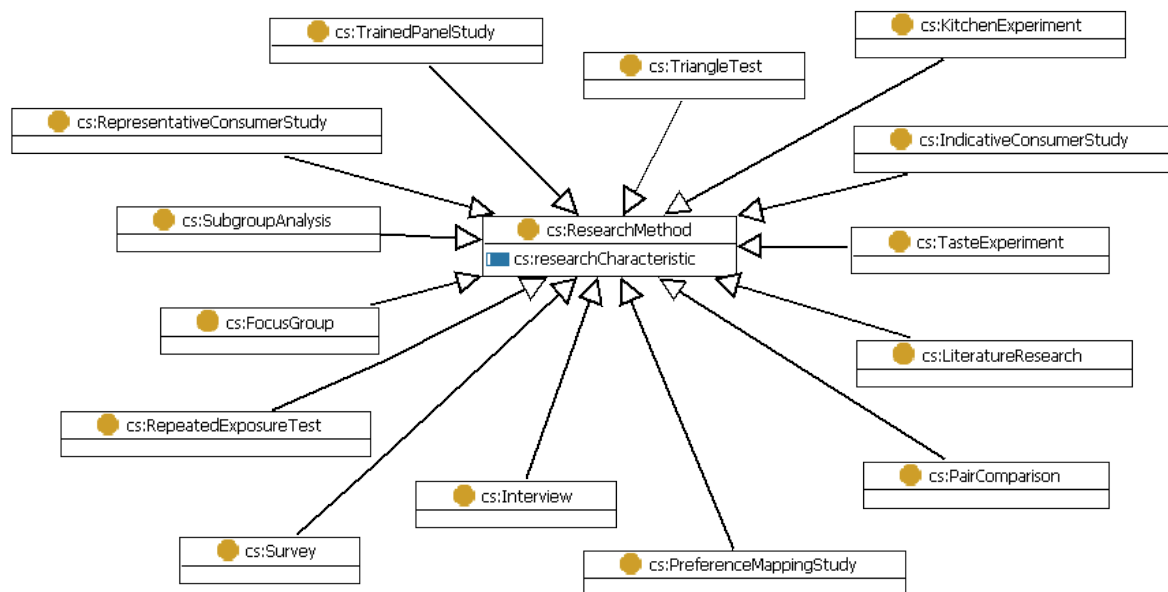 cs:TrainedPanelStudy
cs:KitchenExperiment
cs:TriangleTest
cs:RepresentativeConsumerStudy
cs:IndicativeConsumerStudy
cs:SubgroupAnalysis
cs:ResearchMethod
cs:researchCharacteristic
cs:TasteExperiment
cs:FocusGroup
cs:LiteratureResearch
cs:RepeatedExposureTest
cs:PairComparison
cs:Interview
cs:Survey
cs:PreferenceMappingStudy